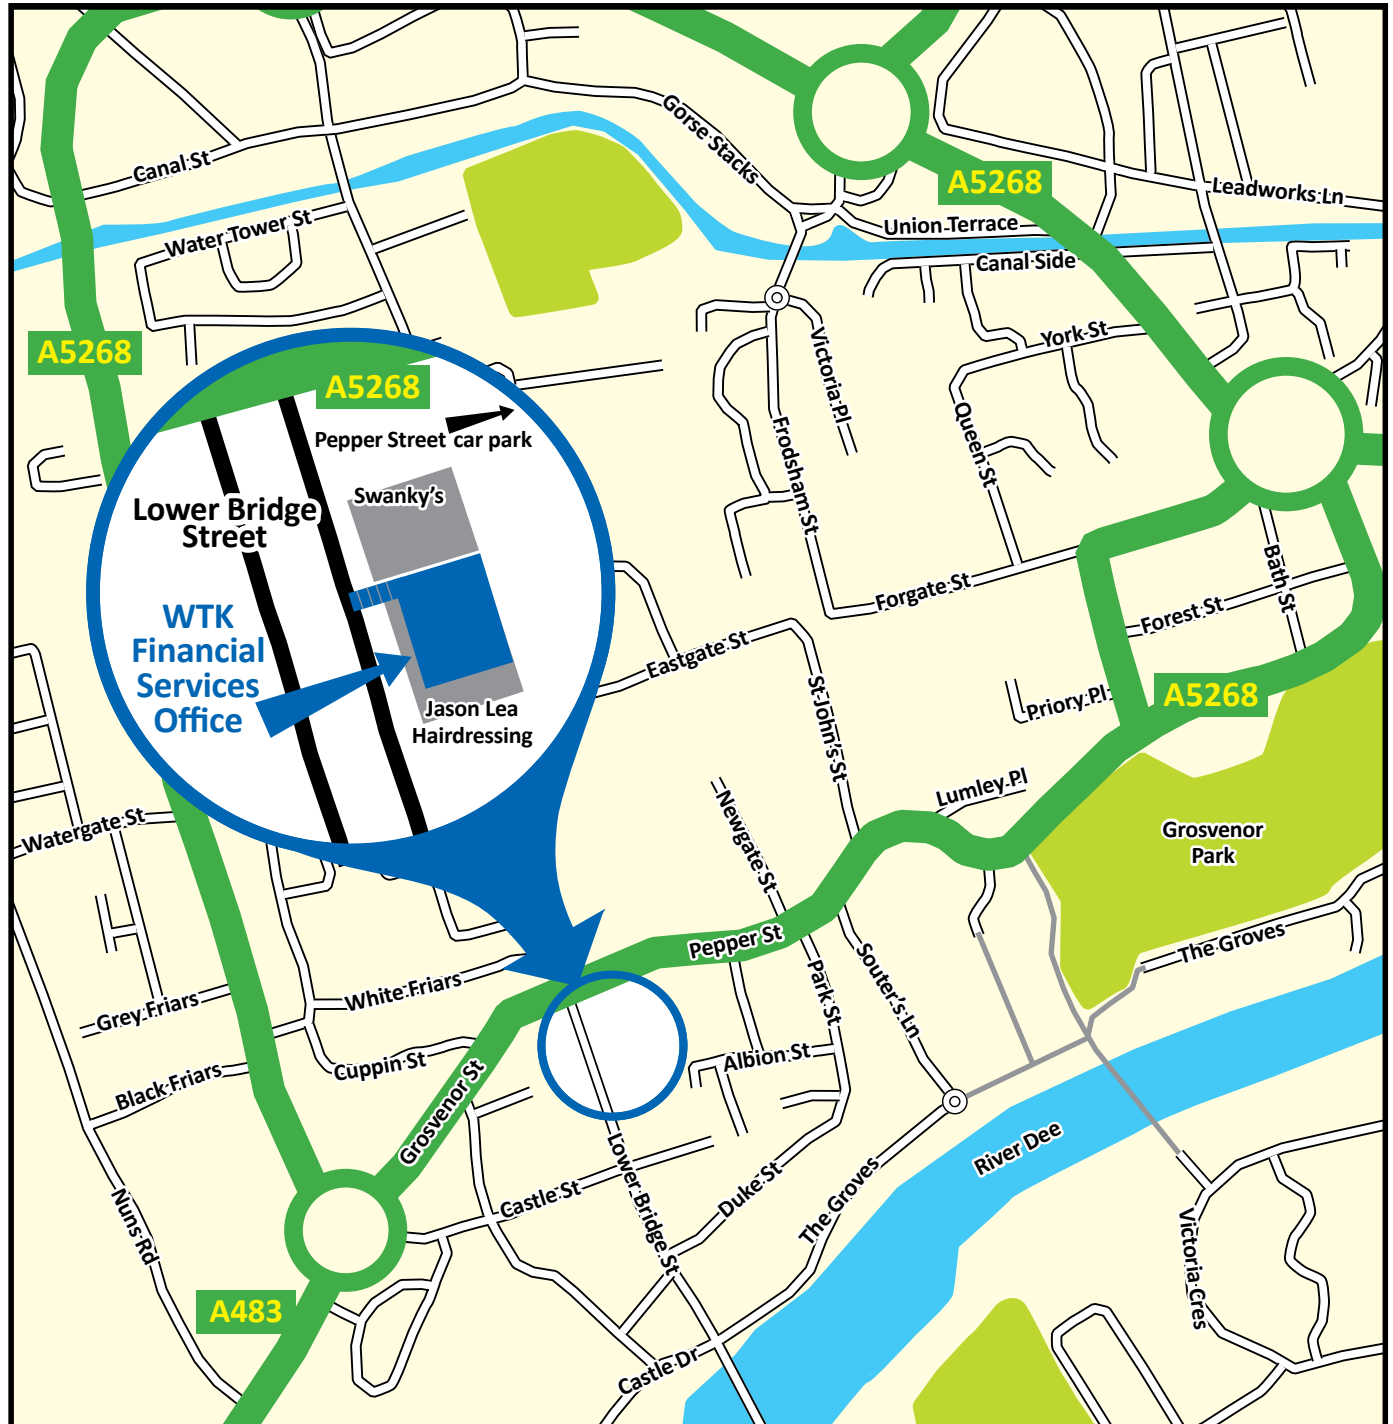 Gorse Stacks
Canal St
A5268
Leadworks Ln
Water Tower St
Union Terrace
Canal Side
A5268
York St
Victoria Pl
A5268
Pepper Street car park
Queen St
Frodsham St
Swanky's
Lower Bridge
Street
Bath St
Forgate St
Forest St
WTK
Financial
Services
Office
Eastgate St
St John's St
Priory Pl
A5268
Jason Lea
Hairdressing
Lumley Pl
Newgate St
Watergate St
Grosvenor
Park
Pepper St
The Groves
Souter's Ln
Park St
White Friars
Grey Friars
Albion St
Cuppin St
Black Friars
Grosvenor St
River Dee
Lower Bridge St
Duke St
Castle St
The Groves
Nuns Rd
Victoria Cres
A483
Castle Dr